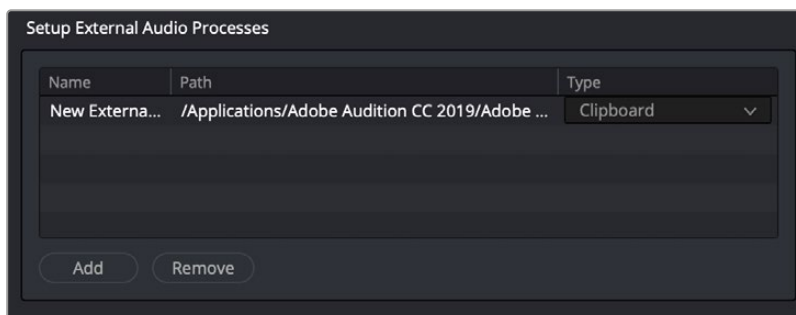 Setup External Audio Processes
Name Path Type
New Externa... /Applications/Adobe Audition CC 2019/Adobe ... Clipboard
Add Remove